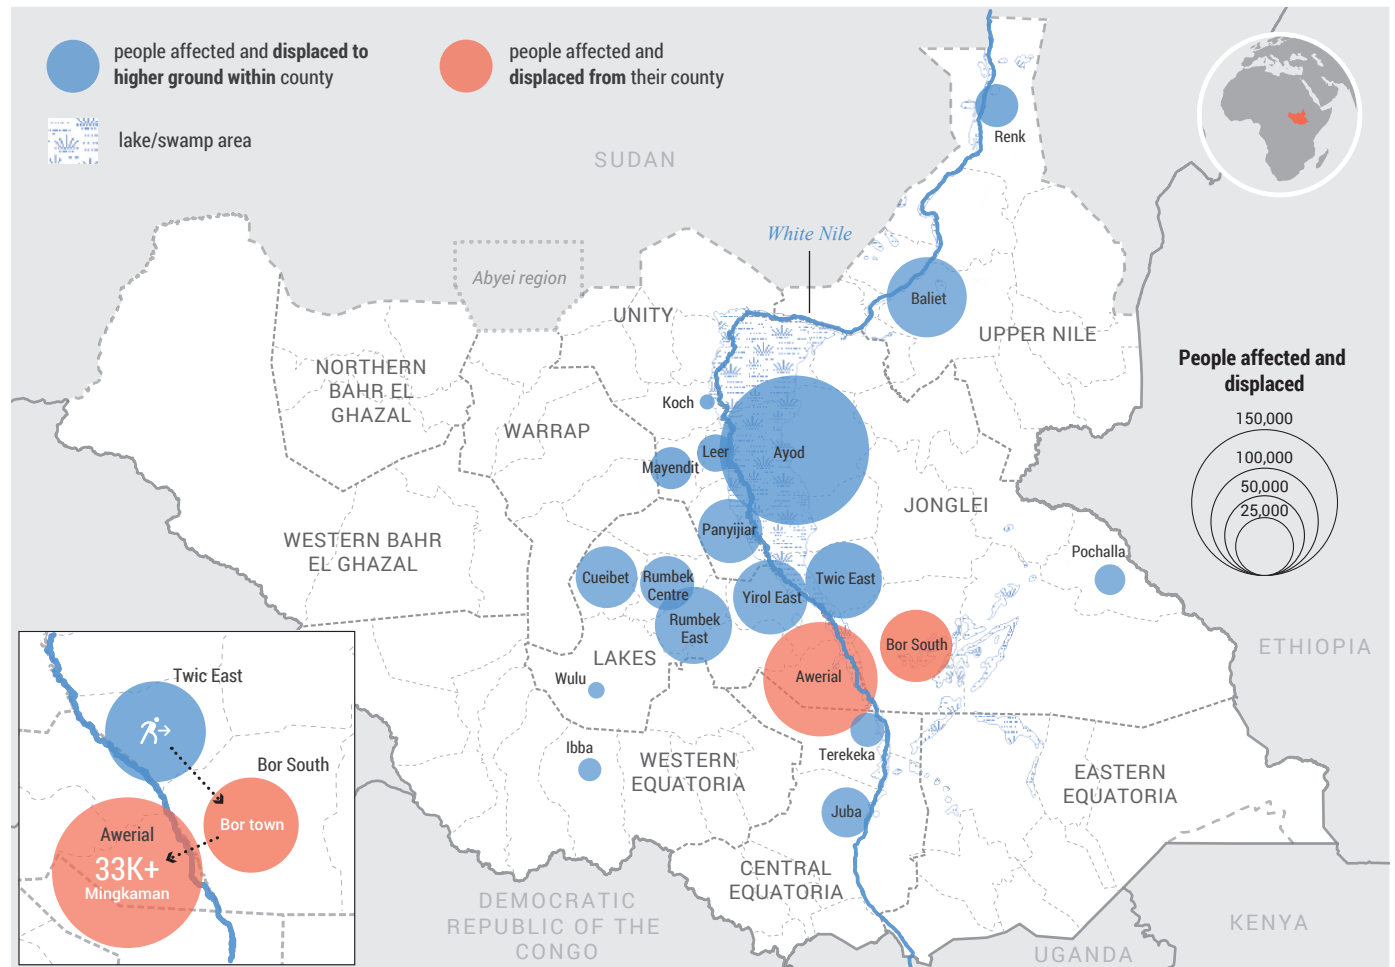 people affected and displaced to
higher ground within county
people affected and
displaced from their county
lake/swamp area
SUDAN
Renk
White Nile
Abyei region
Baliet
UNITY
UPPER NILE
NORTHERN
BAHR EL
GHAZAL
People affected and
displaced
150,000
100,000
50,000
25,000
Koch
WARRAP
Leer
Ayod
Mayendit
JONGLEI
Panyijiar
WESTERN BAHR
EL GHAZAL
Pochalla
Cueibet
Rumbek
Centre
Twic East
Yirol East
Rumbek
East
Bor South
ETHIOPIA
LAKES
Wulu
Awerial
Ibba
Terekeka
WESTERN
EQUATORIA
EASTERN
EQUATORIA
Juba
CENTRAL
EQUATORIA
DEMOCRATIC
REPUBLIC OF THE
CONGO
UGANDA
KENYA
Twic East
Bor South
Bor town
Awerial
33K+
Mingkaman